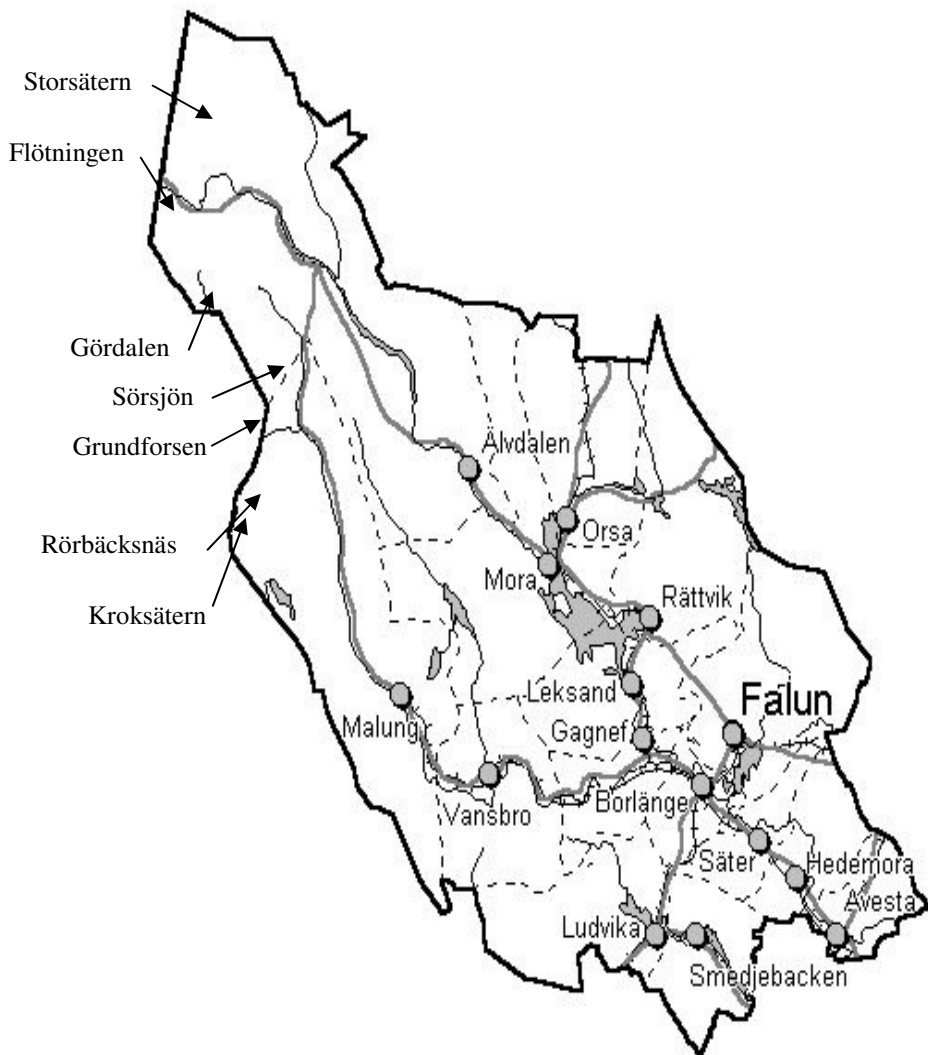 Storsätern
Flötningen
Gördalen
Sörsjön
Grundforsen
Älvdalen
Orsa
Rörbäcksnäs
Mora
Rättvik
Kroksätern
Leksand
Falun
Malung
Gagnef
Vansbro
Borlänge
Säter
Hedemora
Avesta
Ludvika
Smedjebacken